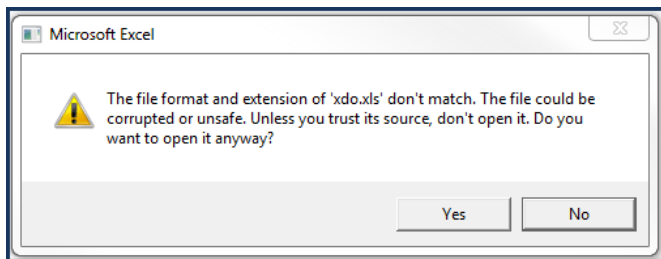 Microsoft Excel
The file format and extension of 'xdo.xls' don't match. The file could be
corrupted or unsafe. Unless you trust its source, don't open it. Do you
want to open it anyway?
Yes
No